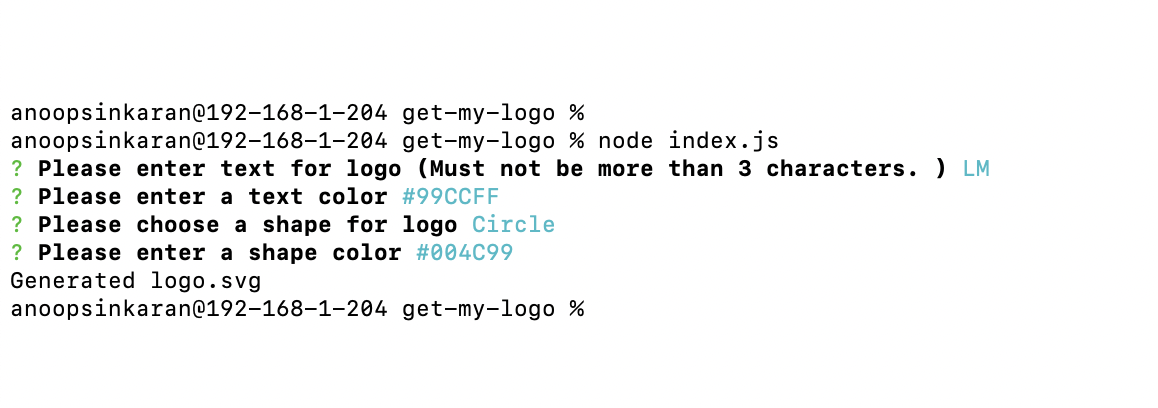 anoopsinkaran@192-168-1-204 get-my-logo %
anoopsinkaran@192-168-1-204 get-my-logo % node index.js
? Please enter text for logo (Must not be more than 3 characters. ) LM
? Please enter a text color #99CCFF
? Please choose a shape for logo Circle
? Please enter a shape color #004C99
Generated logo.svg
anoopsinkaran@192-168-1-204 get-my-logo %